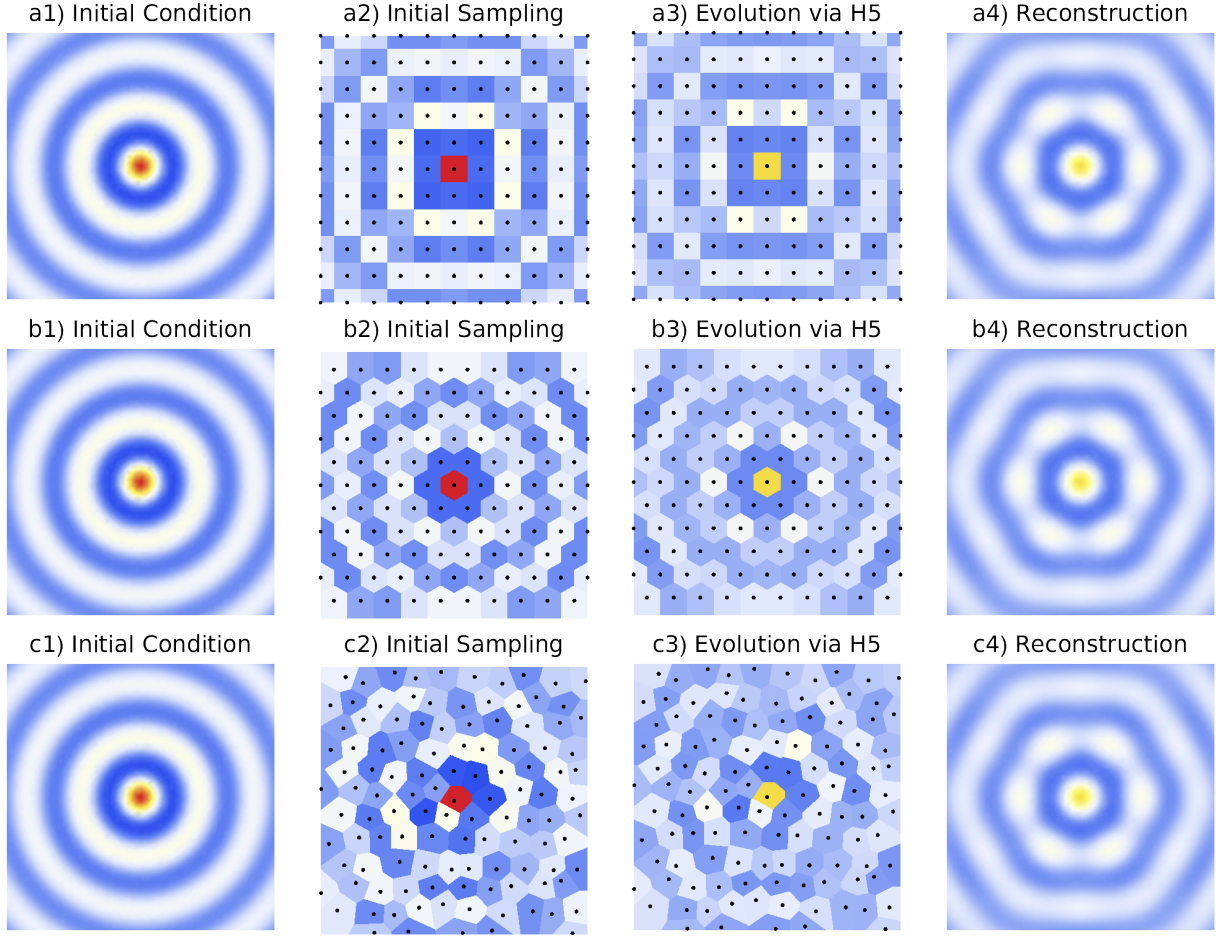 a1) Initial Condition
a2) Initial Sampling
a3) Evolution via H5
a4) Reconstruction
b1) Initial Condition
b2) Initial Sampling
b3) Evolution via H5
b4) Reconstruction
c1) Initial Condition
c2) Initial Sampling
c3) Evolution via H5
c4) Reconstruction